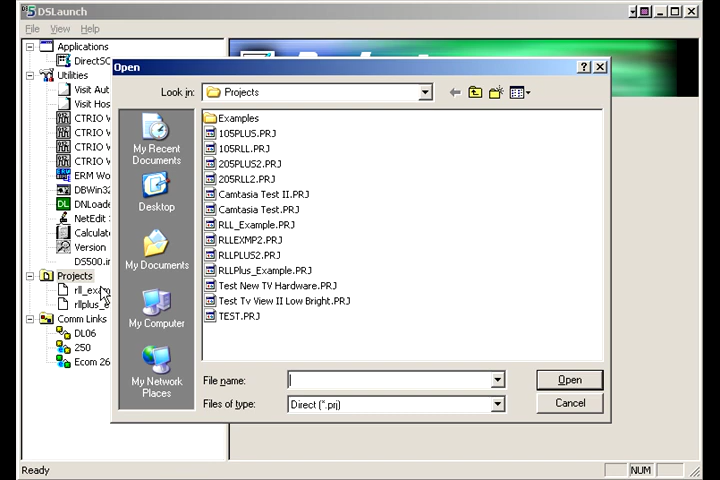 DSLaunch
File View Help
Applications
DirectSC
Utilities
Visit Aut
Visit Hos
CTRIO W
CTRIO W
CTRIO W
CTRIO W
ERM Wo
DBWin32
DNLoade
NetEdit
Calculate
Version
DS500.in
Projects
rll_exa
rllplus_e
Comm Links
DL06
250
Ecom 26
Open
Look in: Projects
My Recent
Documents
Desktop
My Documents
My Computer
My Network
Places
Examples
105PLUS.PRJ
105RLL.PRJ
205PLUS2.PRJ
205RLL2.PRJ
Camtasia Test II.PRJ
Camtasia Test.PRJ
RLL_Example.PRJ
RLLEXMP2.PRJ
RLLPLUS2.PRJ
RLLPlus_Example.PRJ
Test New TV Hardware.PRJ
Test Tv View II Low Bright.PRJ
TEST.PRJ
File name: Open
Files of type: Direct (*.prj) Cancel
Ready NUM